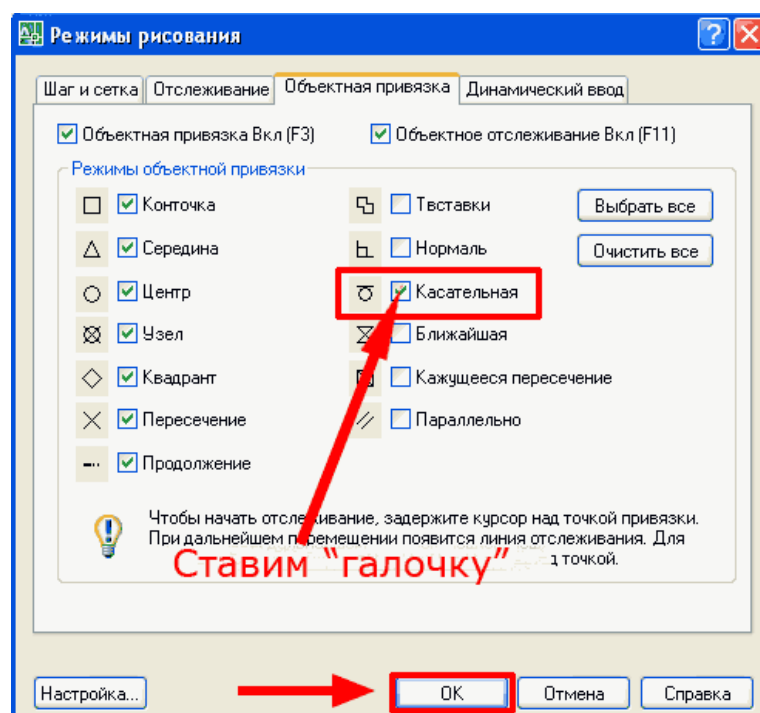 Режимы рисования
Шаг и сетка Отслеживание Объектная привязка Динамический ввод
Объектная привязка Вкл (F3) Объектное отслеживание Вкл (F11)
Режимы объектной привязки
Конточка Твставки Выбрать все
Середина Нормаль Очистить все
Центр Касательная
Узел Ближайшая
Квадрант Кажущееся пересечение
Пересечение Параллельно
Продолжение
Чтобы начать отслеживание, задержите курсор над точкой привязки.
При дальнейшем перемещении появится линия отслеживания. Для
Ставим “галочку” точкой.
Настройка... OK Отмена Справка